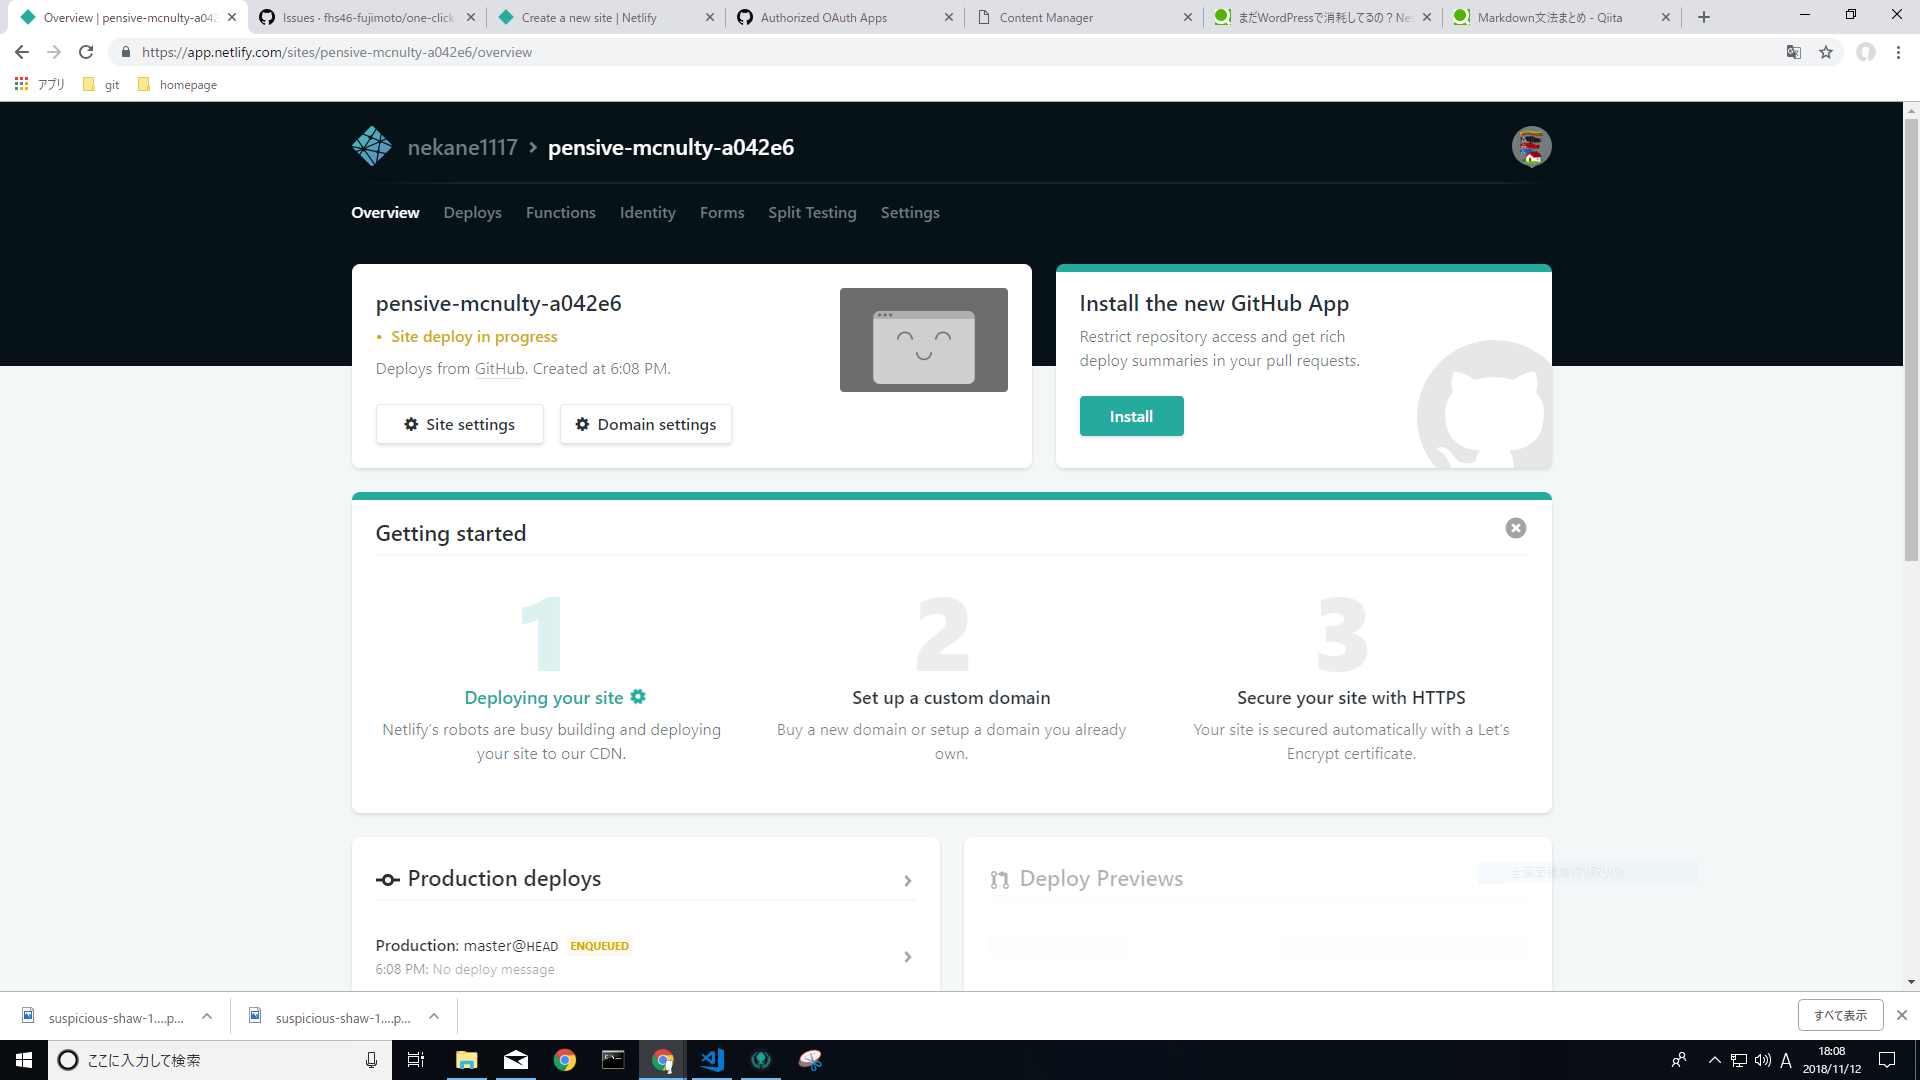 Overview | pensive-mcnulty-a042
Issues · fhs46-fujimoto/one-click
Create a new site | Netlify
Authorized OAuth Apps
Content Manager
まだWordPressで消耗してるの？Net
Markdown文法まとめ - Qiita
https://app.netlify.com/sites/pensive-mcnulty-a042e6/overview
アプリ
git
homepage
nekane1117
pensive-mcnulty-a042e6
Overview
Deploys
Functions
Identity
Forms
Split Testing
Settings
pensive-mcnulty-a042e6
• Site deploy in progress
Deploys from GitHub. Created at 6:08 PM.
Site settings
Domain settings
Install the new GitHub App
Restrict repository access and get rich
deploy summaries in your pull requests.
Install
Getting started
1
Deploying your site
Netlify’s robots are busy building and deploying
your site to our CDN.
2
Set up a custom domain
Buy a new domain or setup a domain you already
own.
3
Secure your site with HTTPS
Your site is secured automatically with a Let’s
Encrypt certificate.
Production deploys
Production: master@HEAD ENQUEUED
6:08 PM: No deploy message
Deploy Previews
全画面領域切り取り(S)
suspicious-shaw-1....p...
suspicious-shaw-1....p...
すべて表示
ここに入力して検索
A
18:08
2018/11/12